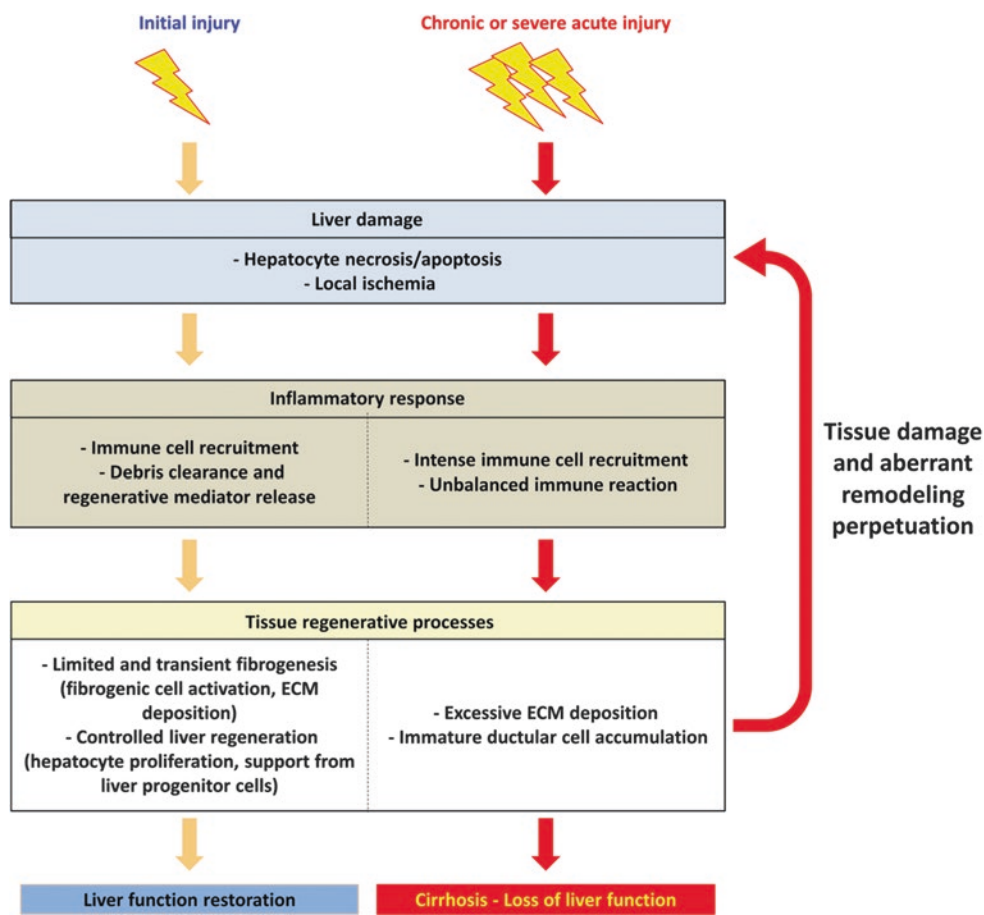 Initial injury
Chronic or severe acute injury
Liver damage
- Hepatocyte necrosis/apoptosis
- Local ischemia
Inflammatory response
- Immune cell recruitment
- Debris clearance and
regenerative mediator release
- Intense immune cell recruitment
- Unbalanced immune reaction
Tissue damage
and aberrant
remodeling
perpetuation
Tissue regenerative processes
- Limited and transient fibrogenesis
(fibrogenic cell activation, ECM
deposition)
- Controlled liver regeneration
(hepatocyte proliferation, support from
liver progenitor cells)
- Excessive ECM deposition
- Immature ductular cell accumulation
Liver function restoration
Cirrhosis - Loss of liver function